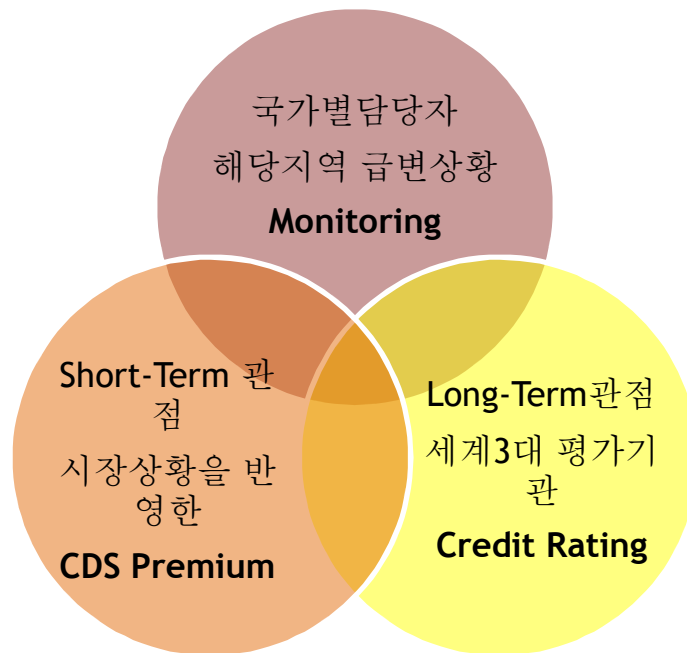 국가별담당자
해당지역 급변상황
Monitoring
Short-Term 관
점
시장상황을 반
영한
CDS Premium
Long-Term관점
세계3대 평가기
관
Credit Rating